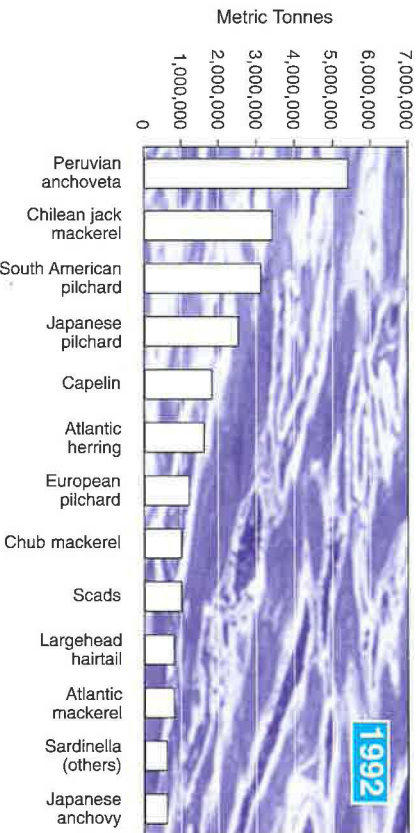 Metric Tonnes
0
1,000,000
2,000,000
3,000,000
4,000,000
5,000,000
6,000,000
7,000,000
Peruvian
anchoveta
Chilean jack
mackerel
South American
pilchard
Japanese
pilchard
Capelin
Atlantic
herring
European
pilchard
Chub mackerel
Scads
Largehead
hairtail
Atlantic
mackerel
Sardinella
(others)
Japanese
anchovy
1992